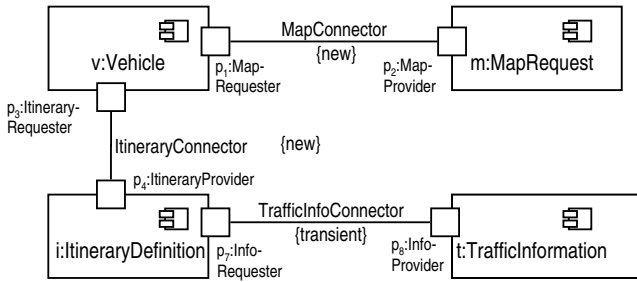 MapConnector
{new}
v:Vehicle
m:MapRequest
p₁:Map-
Requester
p₂:Map-
Provider
p₃:Itinerary-
Requester
ItineraryConnector {new}
p₄:ItineraryProvider
TrafficInfoConnector
{transient}
i:ItineraryDefinition
t:TrafficInformation
p₇:Info-
Requester
p₈:Info-
Provider